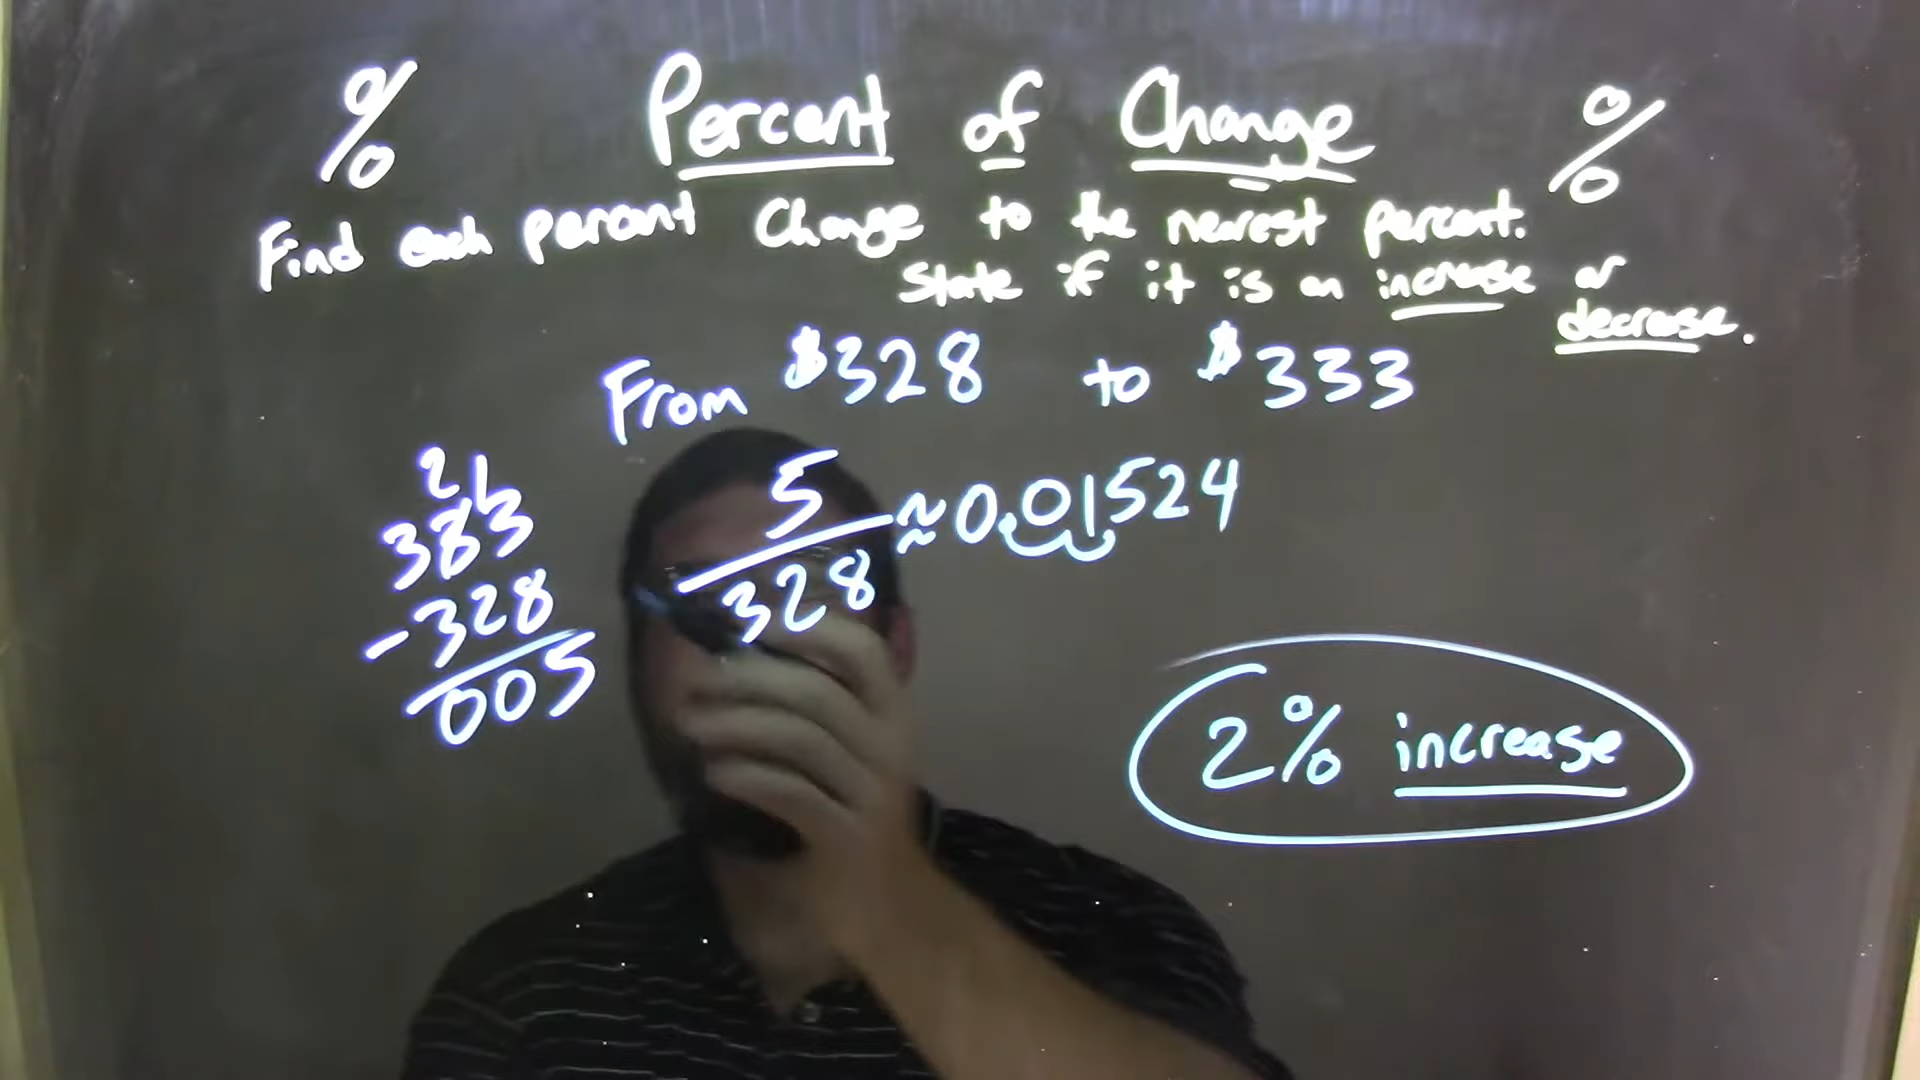 % Percent of Change %
Find each percent Change to the nearest percent.
State if it is an increase or
decrease.
From $328 to $333
2 1
333
-328
005
5
328
≈ 0.01524
2% increase